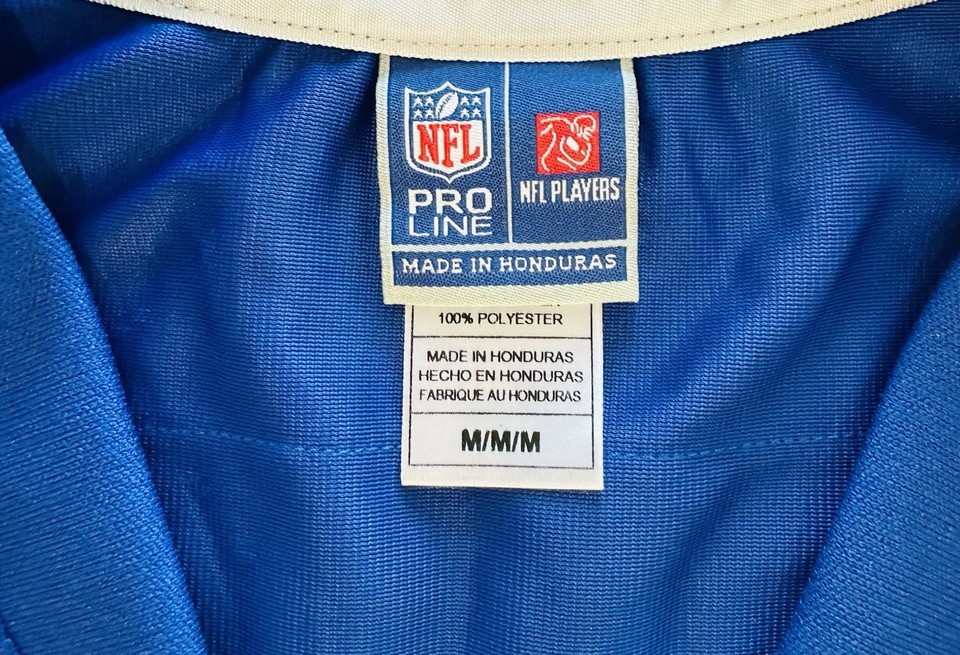 NFL
PRO
LINE
NFL PLAYERS
MADE IN HONDURAS
100% POLYESTER
MADE IN HONDURAS
HECHO EN HONDURAS
FABRIQUE AU HONDURAS
M/M/M